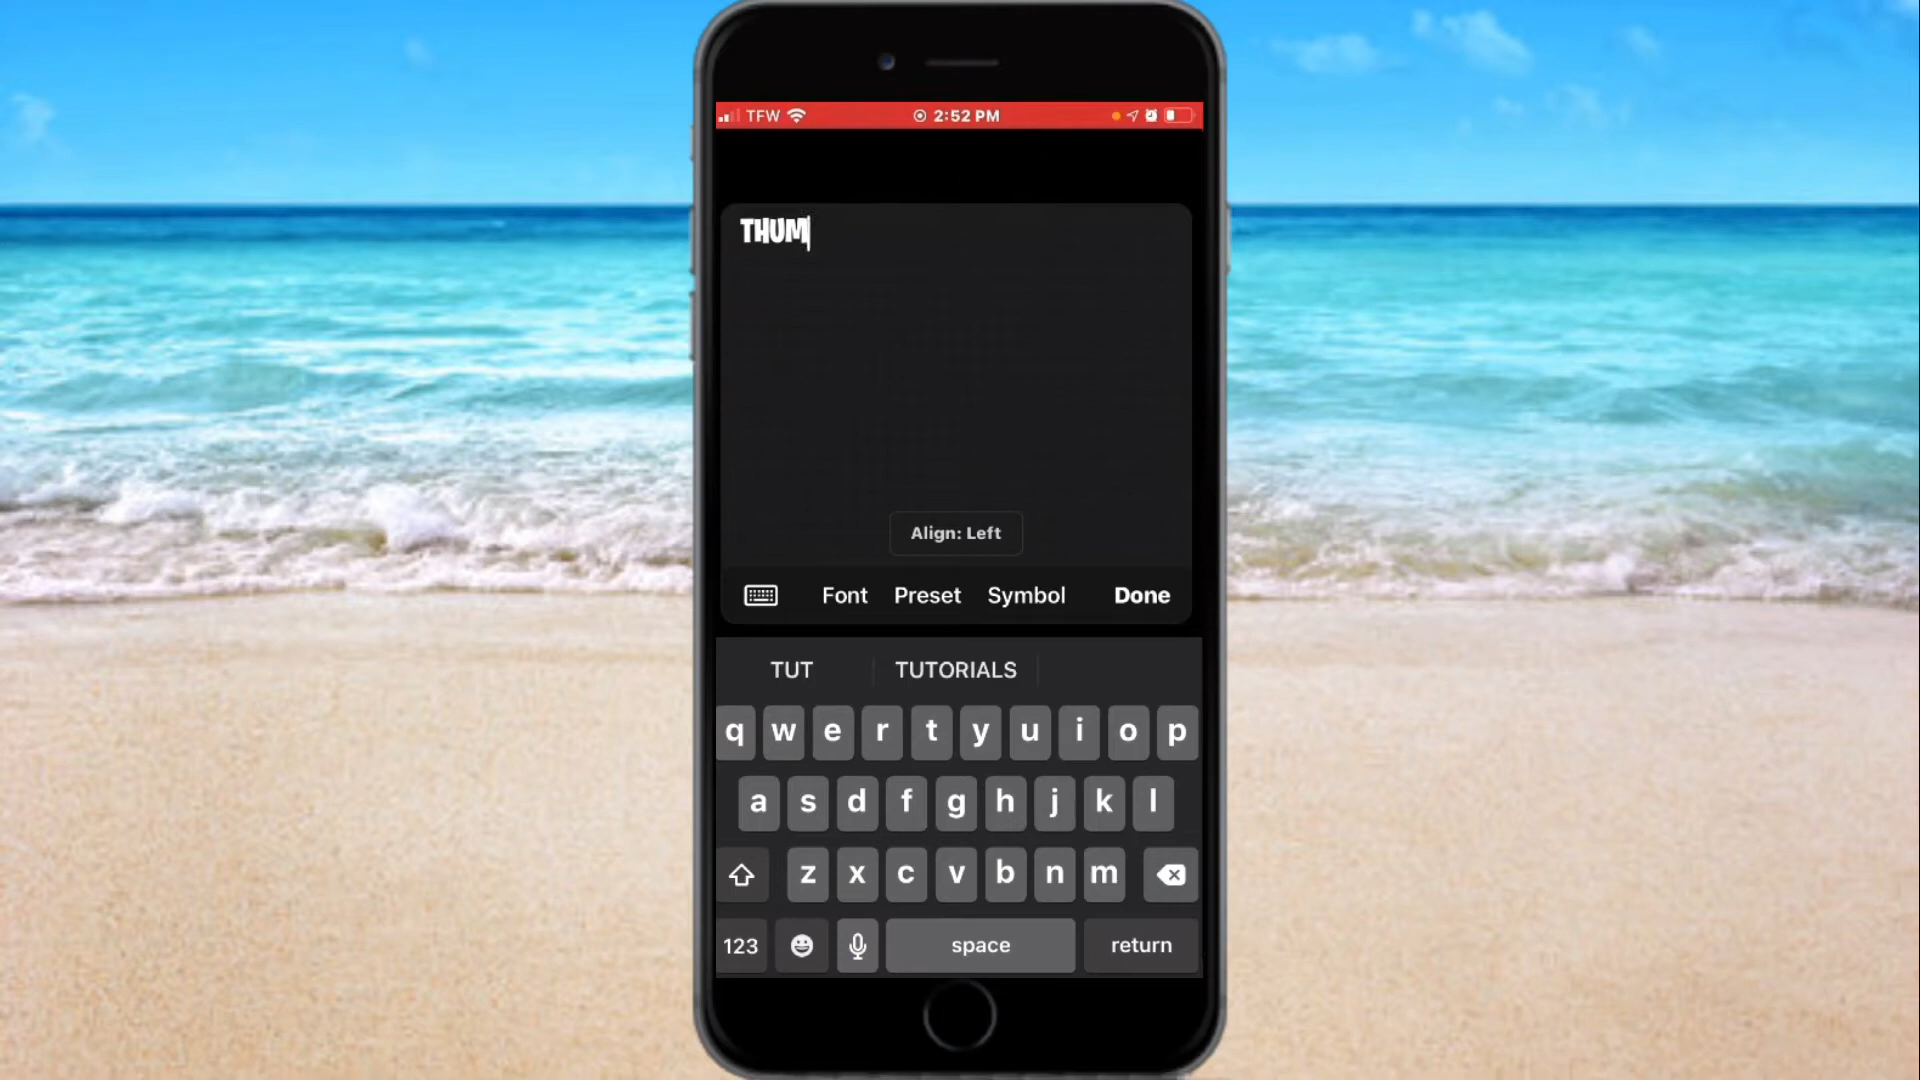 TFW 2:52 PM
THUM
Align: Left
Font Preset Symbol Done
TUT TUTORIALS
q w e r t y u i o p
a s d f g h j k l
z x c v b n m
123 space return